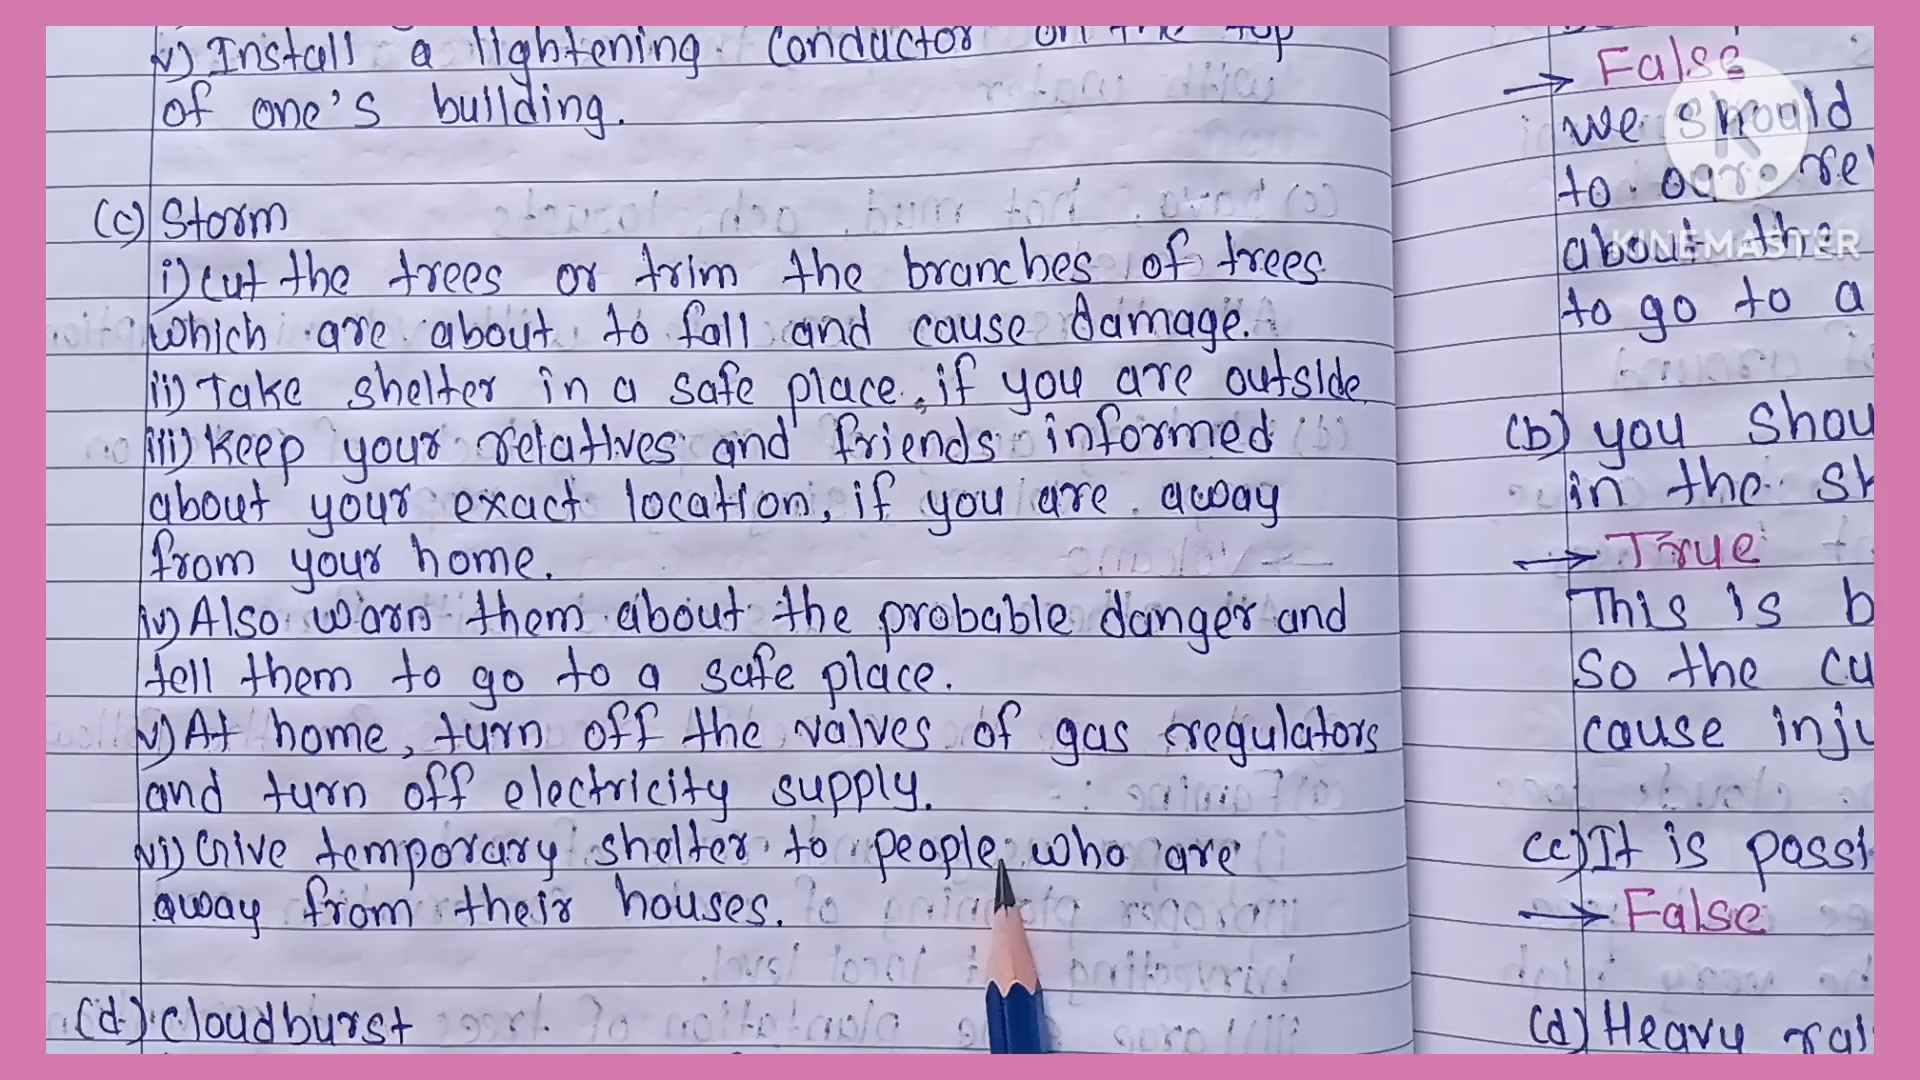 v) Install a lightening conductor on the top
of one's building.
(c) Storm
i) cut the trees or trim the branches of trees
which are about to fall and cause damage.
ii) Take shelter in a safe place, if you are outside
iii) Keep your relatives and friends informed
about your exact location, if you are away
from your home.
iv) Also warn them about the probable danger and
tell them to go to a safe place.
v) At home, turn off the valves of gas regulators
and turn off electricity supply.
vi) Give temporary shelter to people who are
away from their houses.
(d) cloudburst
→ False
we should
to our re
about the
to go to a
(b) you shou
in the sh
→ True
This is b
so the cu
cause inju
(c) It is possi
→ False
(d) Heavy rai
KINEMASTER